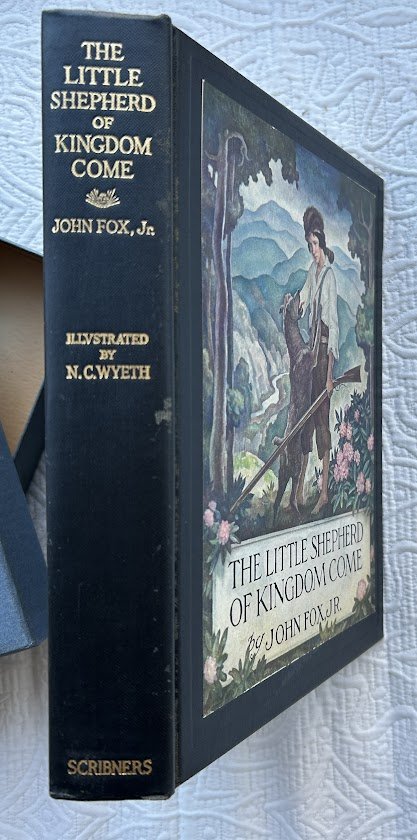 THE
LITTLE
SHEPHERD
OF
KINGDOM
COME
JOHN FOX, Jr.
ILLVSTRATED
BY
N.C.WYETH
SCRIBNERS
THE LITTLE SHEPHERD
OF KINGDOM COME
by JOHN FOX, JR.